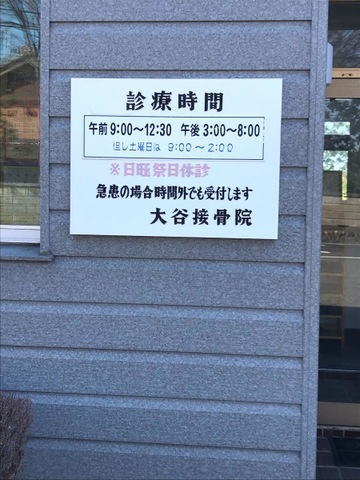 診療時間
午前9:00～12:30 午後3:00～8:00
但し土曜日は 9:00～2:00
※日旺祭日休診
急患の場合時間外でも受付します
大谷接骨院